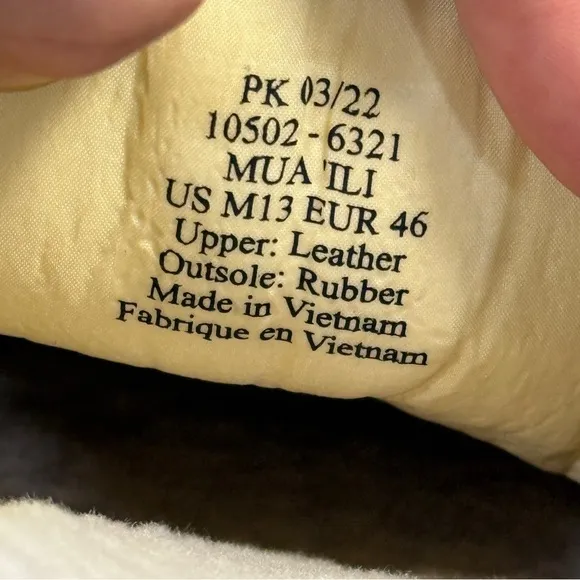 PK 03/22
10502-6321
MUA 'ILI
US M13 EUR 46
Upper: Leather
Outsole: Rubber
Made in Vietnam
Fabrique en Vietnam